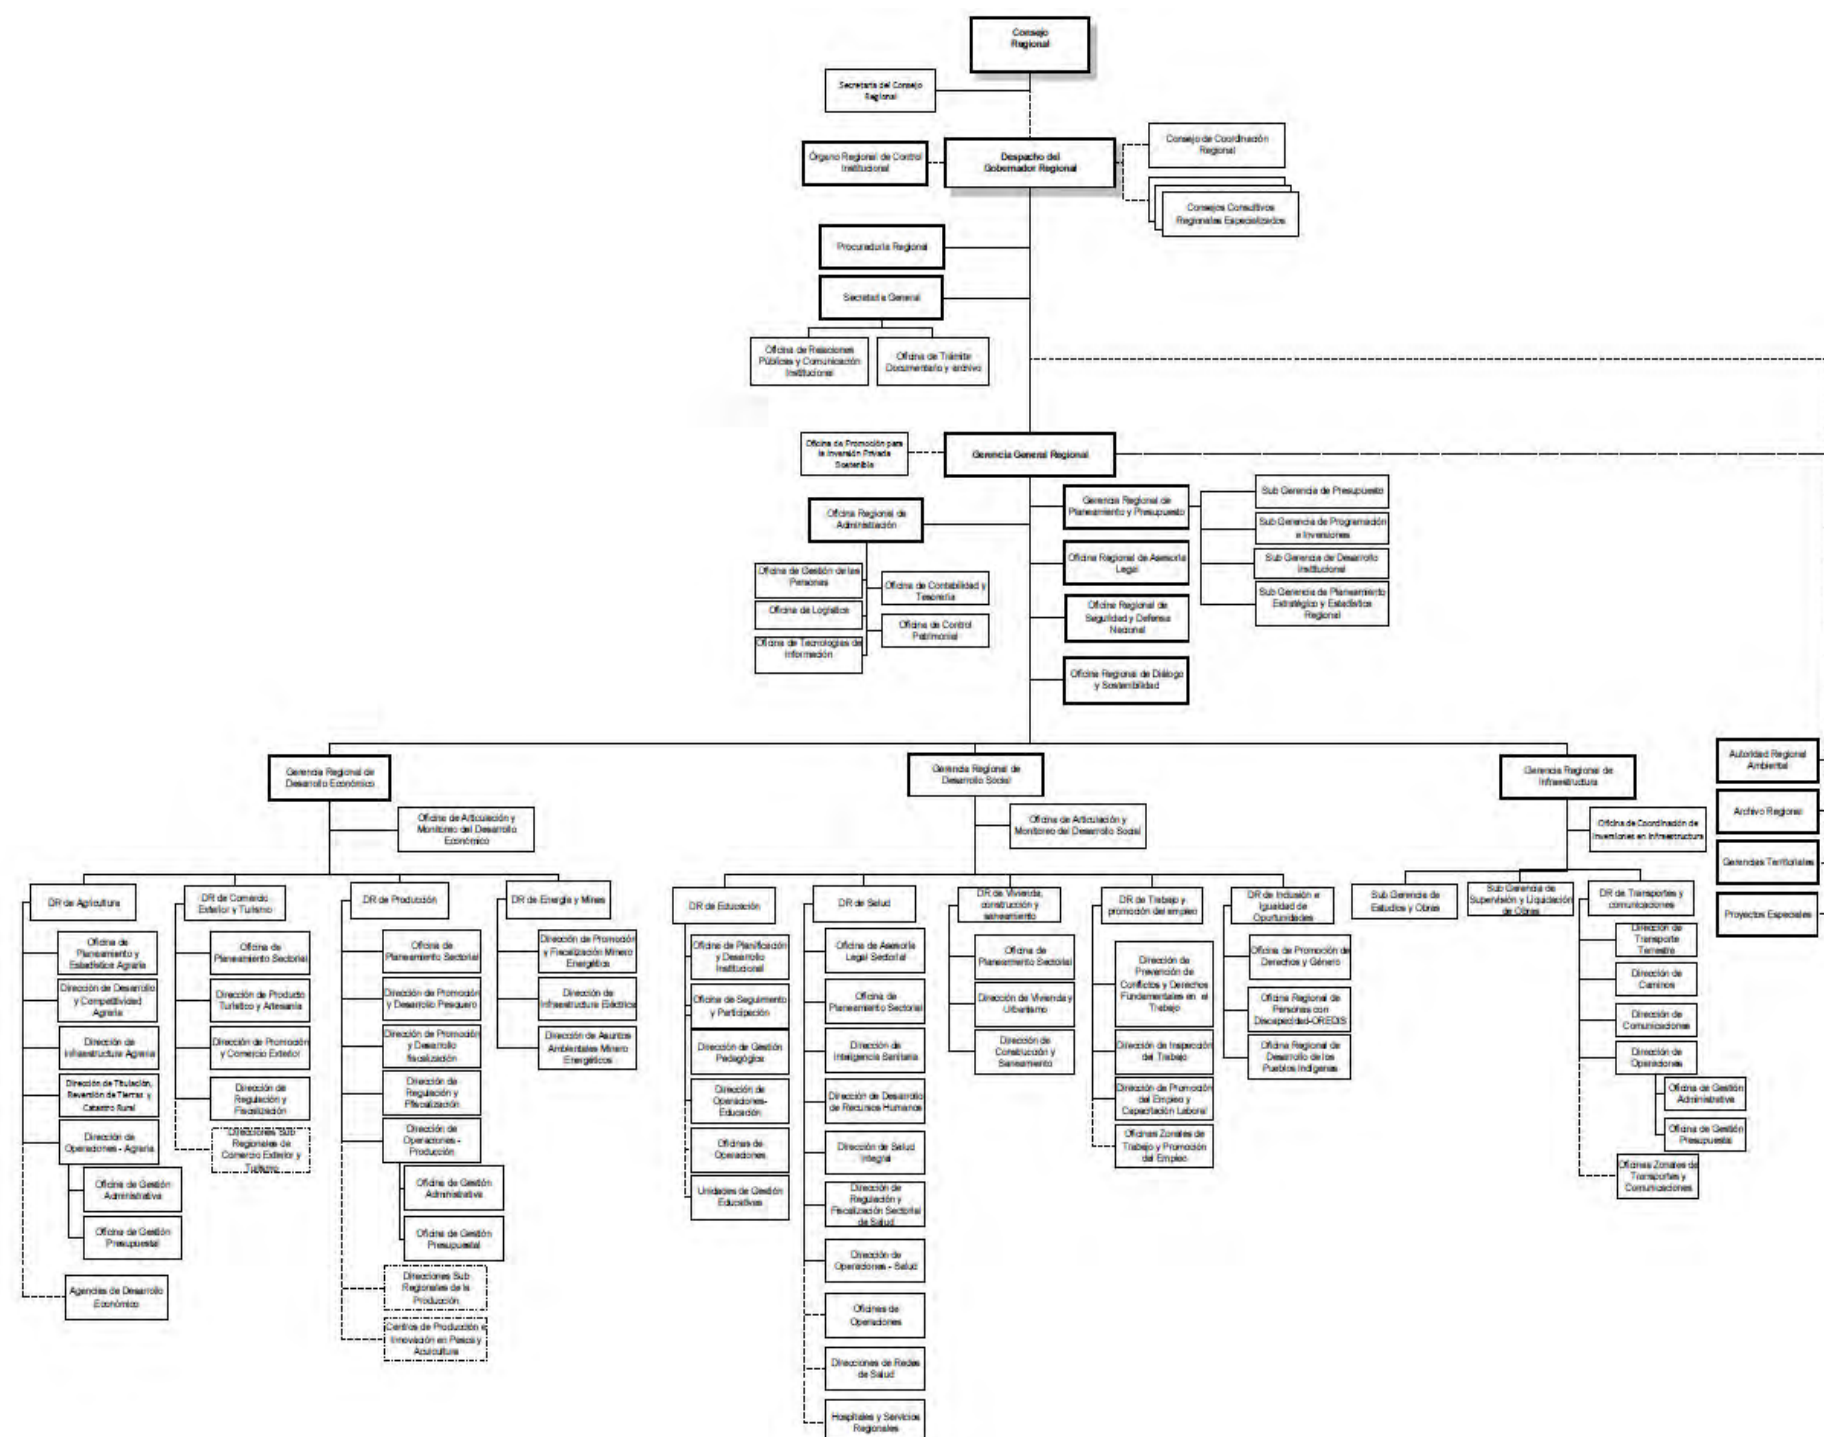 Consejo
Regional
Secretaria del Consejo
Regional
Órgano Regional de Control
Institucional
Despacho del
Gobernador Regional
Consejo de Coordinación
Regional
Consejos Consultivos
Regionales Especializados
Procuraduría Regional
Secretaría General
Oficina de Relaciones
Públicas y Comunicación
Institucional
Oficina de Trámite
Documentario y archivo
Oficina de Promoción para
la Inversión Privada
Sostenible
Gerencia General Regional
Oficina Regional de
Administración
Oficina de Gestión de las
Personas
Oficina de Logística
Oficina de Tecnologías de
Información
Oficina de Contabilidad y
Tesorería
Oficina de Control
Patrimonial
Gerencia Regional de
Planeamiento y Presupuesto
Oficina Regional de Asesoría
Legal
Oficina Regional de
Seguridad y Defensa
Nacional
Oficina Regional de Diálogo
y Sostenibilidad
Sub Gerencia de Presupuesto
Sub Gerencia de Programación
e Inversiones
Sub Gerencia de Desarrollo
Institucional
Sub Gerencia de Planeamiento
Estratégico y Estadística
Regional
Gerencia Regional de
Desarrollo Económico
Oficina de Articulación y
Monitoreo del Desarrollo
Económico
DR de Agricultura
Oficina de
Planeamiento y
Estadística Agraria
Dirección de Desarrollo
y Competitividad
Agraria
Dirección de
Infraestructura Agraria
Dirección de Titulación,
Reversión de Tierras y
Catastro Rural
Dirección de
Operaciones - Agraria
Oficina de Gestión
Administrativa
Oficina de Gestión
Presupuestal
Agencias de Desarrollo
Económico
DR de Comercio
Exterior y Turismo
Oficina de
Planeamiento Sectorial
Dirección de Producto
Turístico y Artesanía
Dirección de Promoción
y Comercio Exterior
Dirección de
Regulación y
Fiscalización
Direcciones Sub
Regionales de
Comercio Exterior y
Turismo
DR de Producción
Oficina de
Planeamiento Sectorial
Dirección de Promoción
y Desarrollo Pesquero
Dirección de Promoción
y Desarrollo
fiscalización
Dirección de
Regulación y
Ffiscalización
Dirección de
Operaciones -
Producción
Oficina de Gestión
Administrativa
Oficina de Gestión
Presupuestal
Direcciones Sub
Regionales de la
Producción
Centros de Producción e
Innovación en Pesca y
Acuicultura
DR de Energía y Minas
Dirección de Promoción
y Fiscalización Minero
Energética
Dirección de
Infraestructura Eléctrica
Dirección de Asuntos
Ambientales Minero
Energéticos
Gerencia Regional de
Desarrollo Social
Oficina de Articulación y
Monitoreo del Desarrollo Social
DR de Educación
Oficina de Planificación
y Desarrollo
Institucional
Oficina de Seguimiento
y Participación
Dirección de Gestión
Pedagógica
Dirección de
Operaciones-
Educación
Oficinas de
Operaciones
Unidades de Gestión
Educativas
DR de Salud
Oficina de Asesoría
Legal Sectorial
Oficina de
Planeamiento Sectorial
Dirección de
Inteligencia Sanitaria
Dirección de Desarrollo
de Recursos Humanos
Dirección de Salud
Integral
Dirección de
Regulación y
Fiscalización Sectorial
de Salud
Dirección de
Operaciones - Salud
Oficinas de
Operaciones
Direcciones de Redes
de Salud
Hospitales y Servicios
Regionales
DR de Vivienda,
construcción y
saneamiento
Oficina de
Planeamiento Sectorial
Dirección de Vivienda y
Urbanismo
Dirección de
Construcción y
Saneamiento
DR de Trabajo y
promoción del empleo
Dirección de
Prevención de
Conflictos y Derechos
Fundamentales en el
Trabajo
Dirección de Inspección
del Trabajo
Dirección de Promoción
del Empleo y
Capacitación Laboral
Oficinas Zonales de
Trabajo y Promoción
del Empleo
DR de Inclusión e
Igualdad de
Oportunidades
Oficina de Promoción de
Derechos y Género
Oficina Regional de
Personas con
Discapacidad-OREDIS
Oficina Regional de
Desarrollo de los
Pueblos Indígenas
Gerencia Regional de
Infraestructura
Oficina de Coordinación de
Inversiones en Infraestructura
Sub Gerencia de
Estudios y Obras
Sub Gerencia de
Supervisión y Liquidación
de Obras
DR de Transportes y
comunicaciones
Dirección de
Transporte
Terrestre
Dirección de
Caminos
Dirección de
Comunicaciones
Dirección de
Operaciones
Oficina de Gestión
Administrativa
Oficina de Gestión
Presupuestal
Oficinas Zonales de
Transportes y
Comunicaciones
Autoridad Regional
Ambiental
Archivo Regional
Gerencias Territoriales
Proyectos Especiales